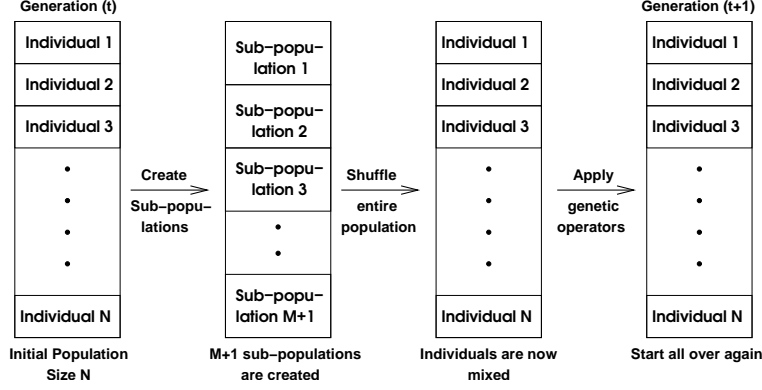 Generation (t)
Individual 1
Individual 2
Individual 3
Individual N
Initial Population
Size N
Create
Sub-popu-
lations
Sub-popu-
lation 1
Sub-popu-
lation 2
Sub-popu-
lation 3
Sub-popu-
lation M+1
M+1 sub-populations
are created
Shuffle
entire
population
Individual 1
Individual 2
Individual 3
Individual N
Individuals are now
mixed
Apply
genetic
operators
Generation (t+1)
Individual 1
Individual 2
Individual 3
Individual N
Start all over again